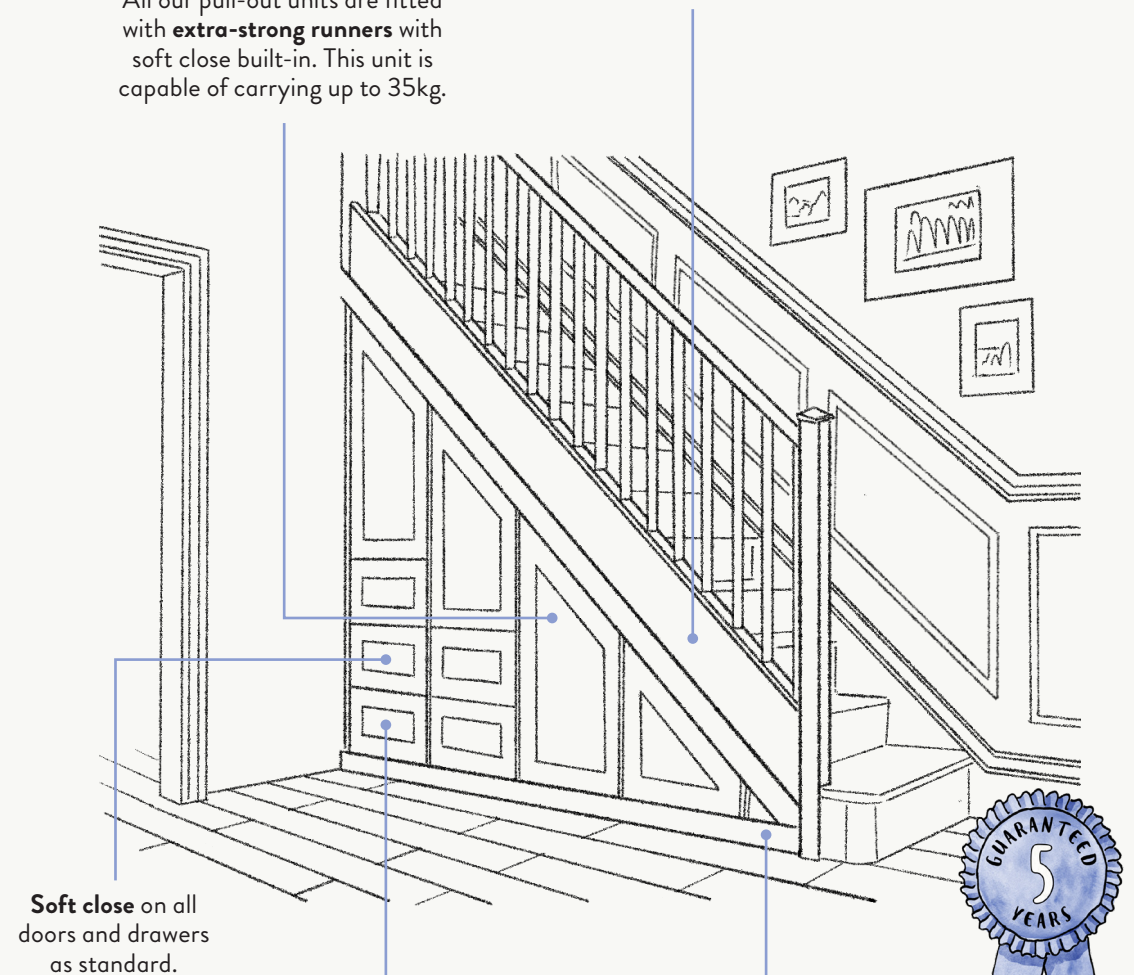 All our pull-out units are fitted
with extra-strong runners with
soft close built-in. This unit is
capable of carrying up to 35kg.
GUARANTEED
5
YEARS
Soft close on all
doors and drawers
as standard.